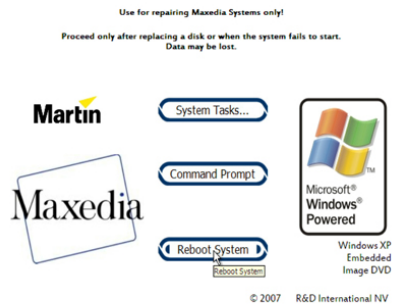 Use for repairing Maxedia Systems only!
Proceed only after replacing a disk or when the system fails to start.
Data may be lost.
Martin
System Tasks...
Maxedia
Command Prompt
Microsoft®
Windows®
Powered
TM
Reboot System
Reboot System
Windows XP
Embedded
Image DVD
© 2007 R&D International NV